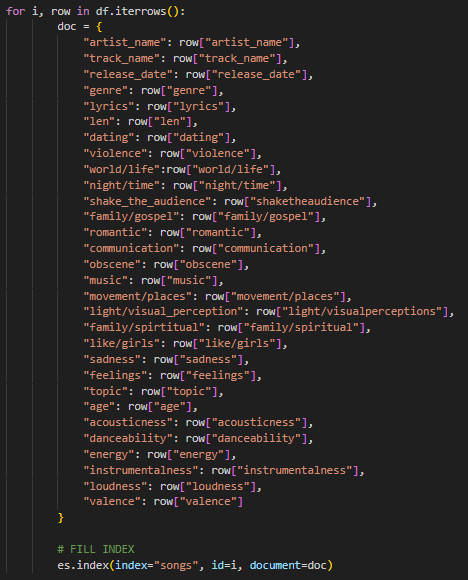 for i, row in df.iterrows():
doc = {
"artist_name": row["artist_name"],
"track_name": row["track_name"],
"release_date": row["release_date"],
"genre": row["genre"],
"lyrics": row["lyrics"],
"len": row["len"],
"dating": row["dating"],
"violence": row["violence"],
"world/life":row["world/life"],
"night/time": row["night/time"],
"shake_the_audience": row["shaketheaudience"],
"family/gospel": row["family/gospel"],
"romantic": row["romantic"],
"communication": row["communication"],
"obscene": row["obscene"],
"music": row["music"],
"movement/places": row["movement/places"],
"light/visual_perception": row["light/visualperceptions"],
"family/spirtitual": row["family/spiritual"],
"like/girls": row["like/girls"],
"sadness": row["sadness"],
"feelings": row["feelings"],
"topic": row["topic"],
"age": row["age"],
"acousticness": row["acousticness"],
"danceability": row["danceability"],
"energy": row["energy"],
"instrumentalness": row["instrumentalness"],
"loudness": row["loudness"],
"valence": row["valence"]
}
# FILL INDEX
es.index(index="songs", id=i, document=doc)